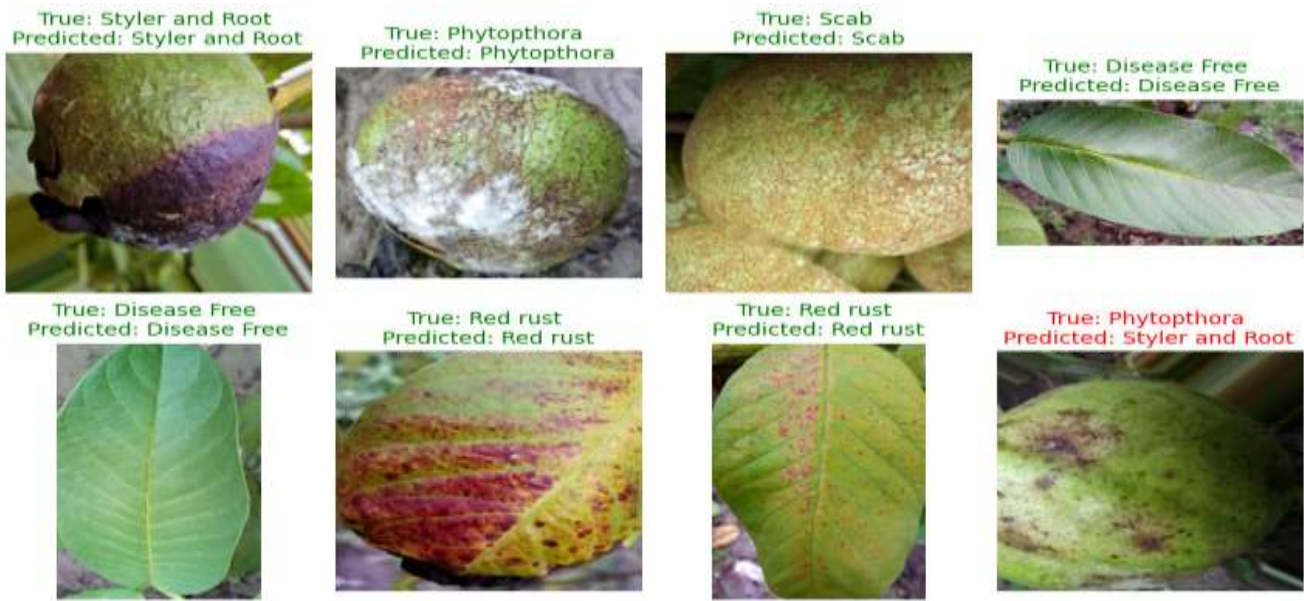 True: Styler and Root
Predicted: Styler and Root
True: Phytopthora
Predicted: Phytopthora
True: Scab
Predicted: Scab
True: Disease Free
Predicted: Disease Free
True: Disease Free
Predicted: Disease Free
True: Red rust
Predicted: Red rust
True: Red rust
Predicted: Red rust
True: Phytopthora
Predicted: Styler and Root